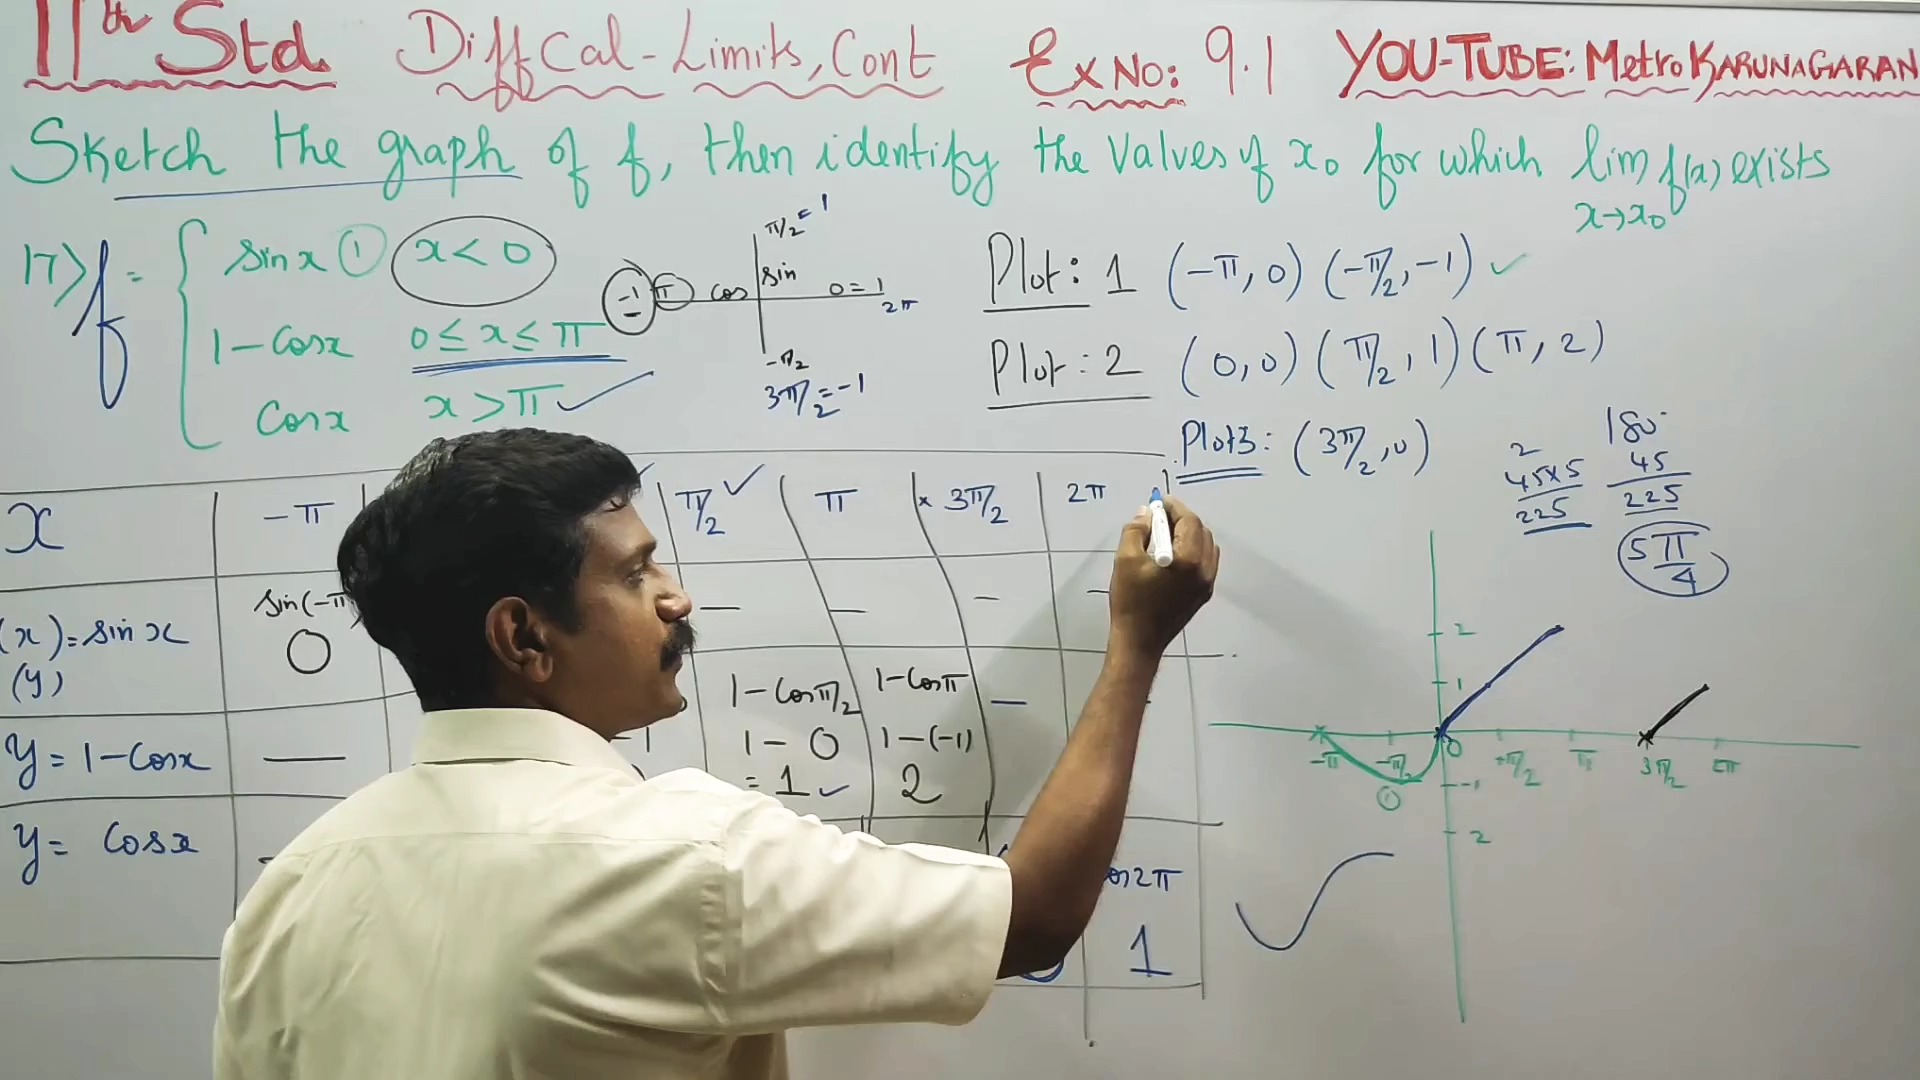 11th Std. Diff Cal - Limits, Cont Ex No: 9.1 YOU-TUBE: Metro KARUNAGARAN
Sketch the graph of f, then identify the values of x₀ for which lim f(x) exists
x→x₀
17) f = { sin x ① x < 0
1 - Cos x 0 ≤ x ≤ π
Cos x x > π ✓
π/2 = 1
sin
-1 π cos 0 = 1
2π
-π/2
3π/2 = -1
Plot: 1 (-π, 0) (-π/2, -1) ✓
Plot: 2 (0, 0) (π/2, 1) (π, 2)
Plot3: (3π/2, 0)
2
45×5
225
180
45
225
5π/4
x -π π/2 ✓ π × 3π/2 2π
(x) = sin x sin(-π — — - -
(y) 0
1 - Cos π/2 1 - Cos π —
y = 1 - Cos x — -1 1 - 0 1 - (-1)
= 1 ✓ 2
y = Cos x os 2π
1
2
1
-π -π/2 0 +π/2 π 3π/2 2π
① -1
2